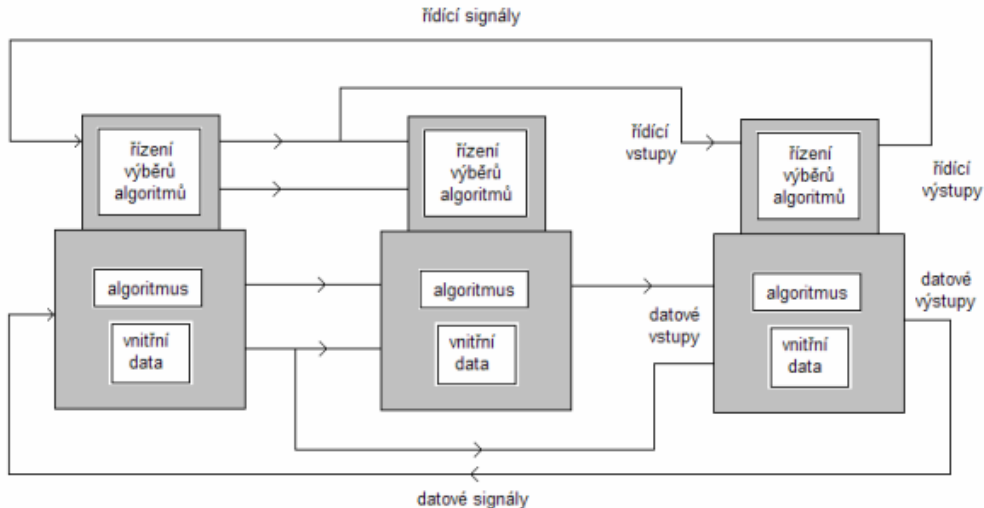 řídící signály
řízení
výběrů
algoritmů
řízení
výběrů
algoritmů
řídící
vstupy
řízení
výběrů
algoritmů
řídící
výstupy
algoritmus
vnitřní
data
algoritmus
vnitřní
data
datové
vstupy
algoritmus
vnitřní
data
datové
výstupy
datové signály